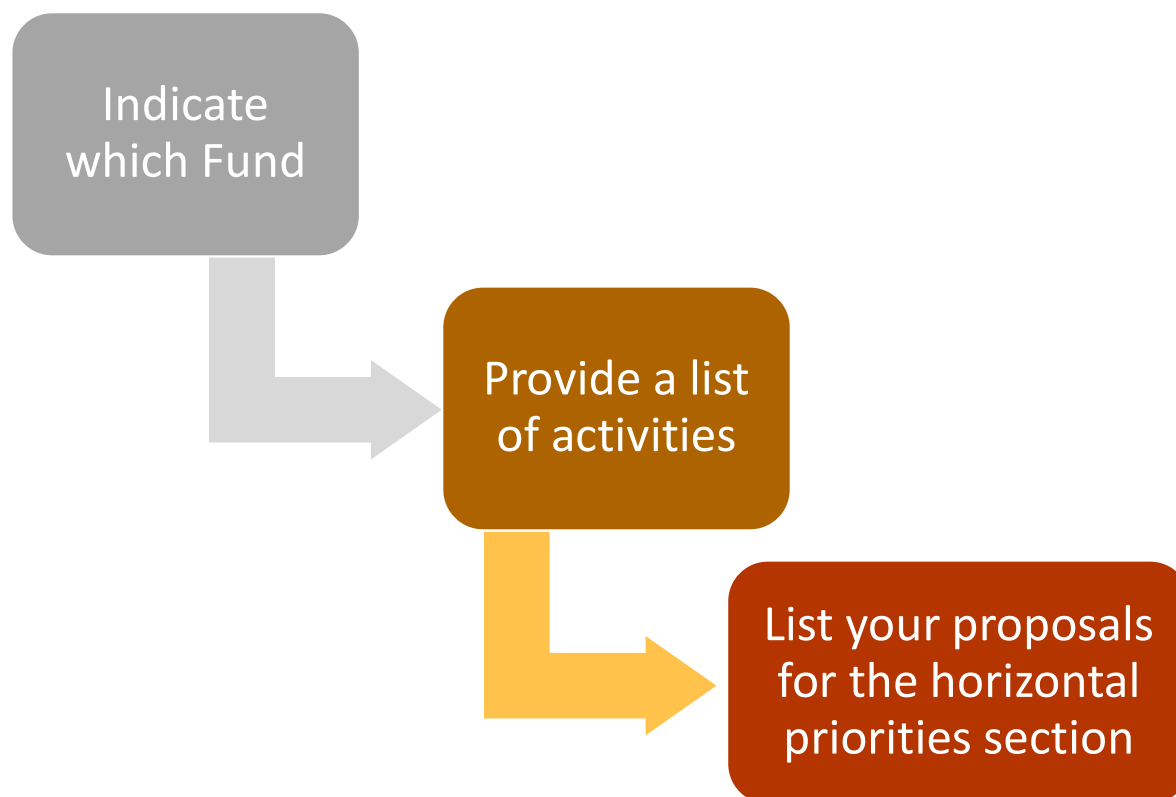 Indicate
which Fund
Provide a list
of activities
List your proposals
for the horizontal
priorities section